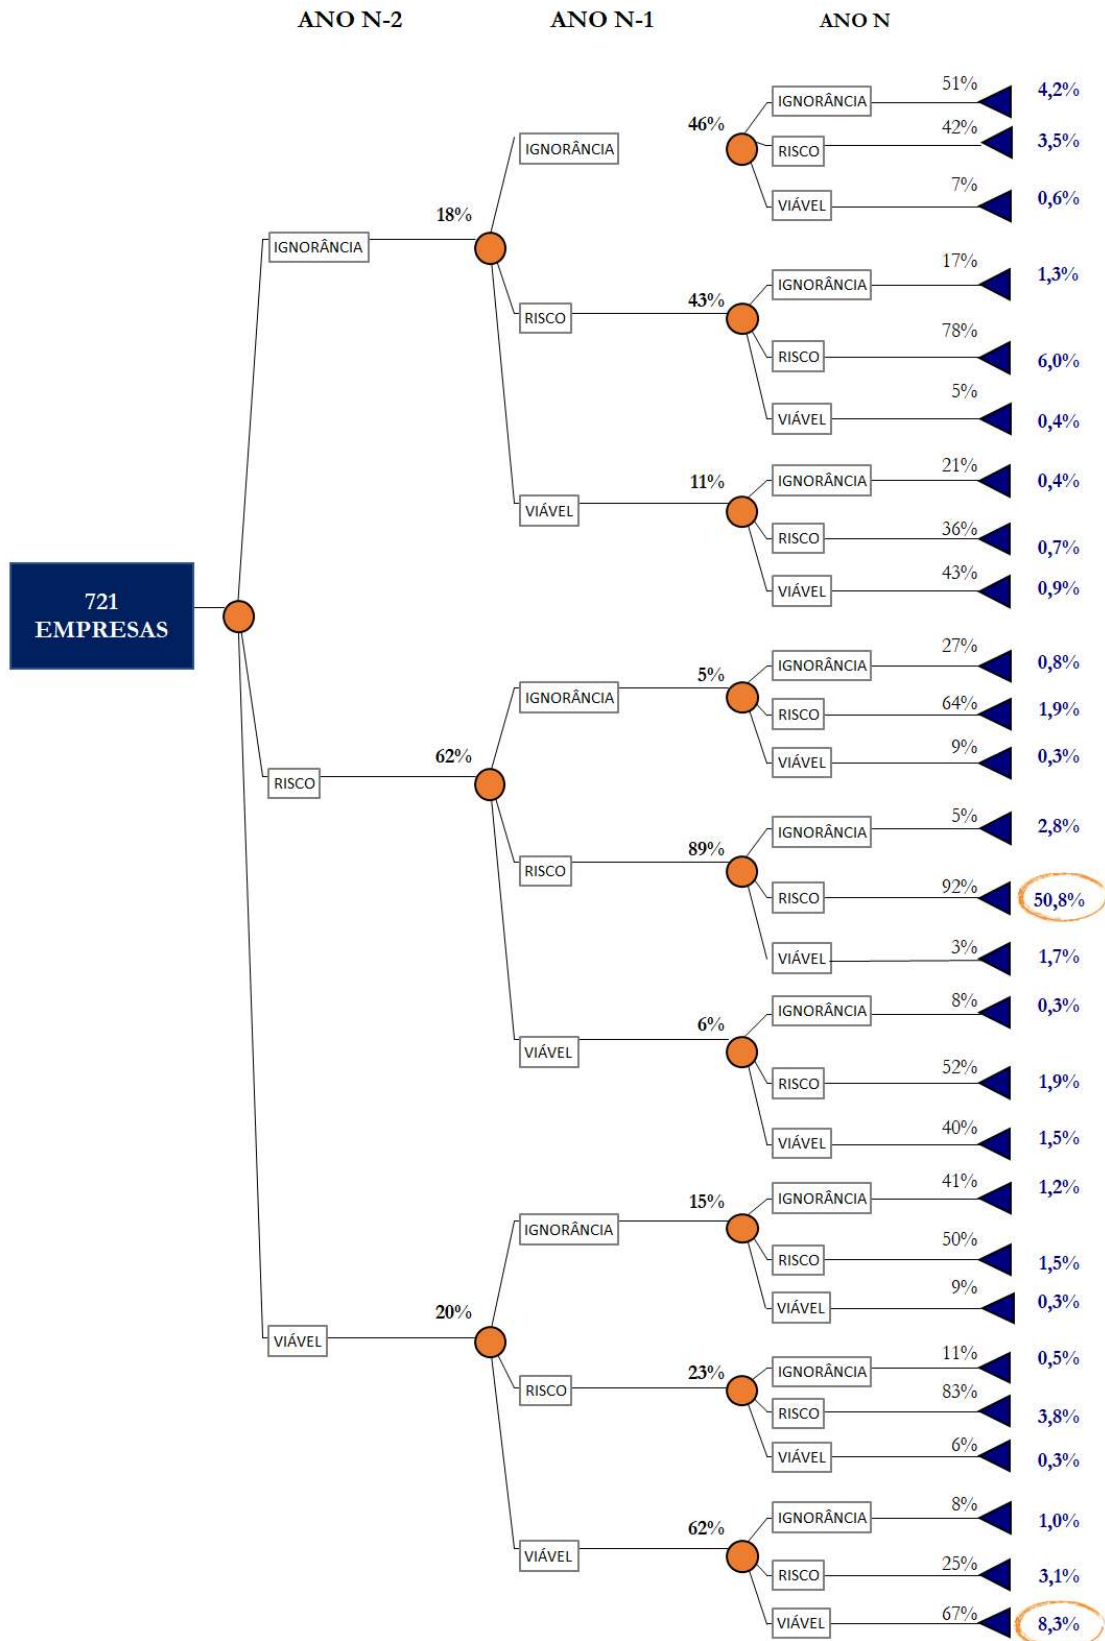 ANO N-2 ANO N-1 ANO N
51% 4,2%
IGNORÂNCIA
46% 42% 3,5%
IGNORÂNCIA RISCO
7% 0,6%
VIÁVEL
18%
IGNORÂNCIA
17% 1,3%
IGNORÂNCIA
43%
RISCO
78%
RISCO 6,0%
5%
VIÁVEL 0,4%
21% 0,4%
IGNORÂNCIA
11%
VIÁVEL
36%
RISCO 0,7%
43%
VIÁVEL 0,9%
721
EMPRESAS
27% 0,8%
IGNORÂNCIA
5%
IGNORÂNCIA
64% 1,9%
RISCO
9% 0,3%
VIÁVEL
62%
RISCO
5% 2,8%
IGNORÂNCIA
89%
RISCO
92% 50,8%
RISCO
3% 1,7%
VIÁVEL
8% 0,3%
IGNORÂNCIA
6%
VIÁVEL
52% 1,9%
RISCO
40% 1,5%
VIÁVEL
41% 1,2%
IGNORÂNCIA
15%
IGNORÂNCIA
50% 1,5%
RISCO
9% 0,3%
VIÁVEL
20%
VIÁVEL
11% 0,5%
IGNORÂNCIA
23%
RISCO
83% 3,8%
RISCO
6% 0,3%
VIÁVEL
8% 1,0%
IGNORÂNCIA
62%
VIÁVEL
25% 3,1%
RISCO
67% 8,3%
VIÁVEL